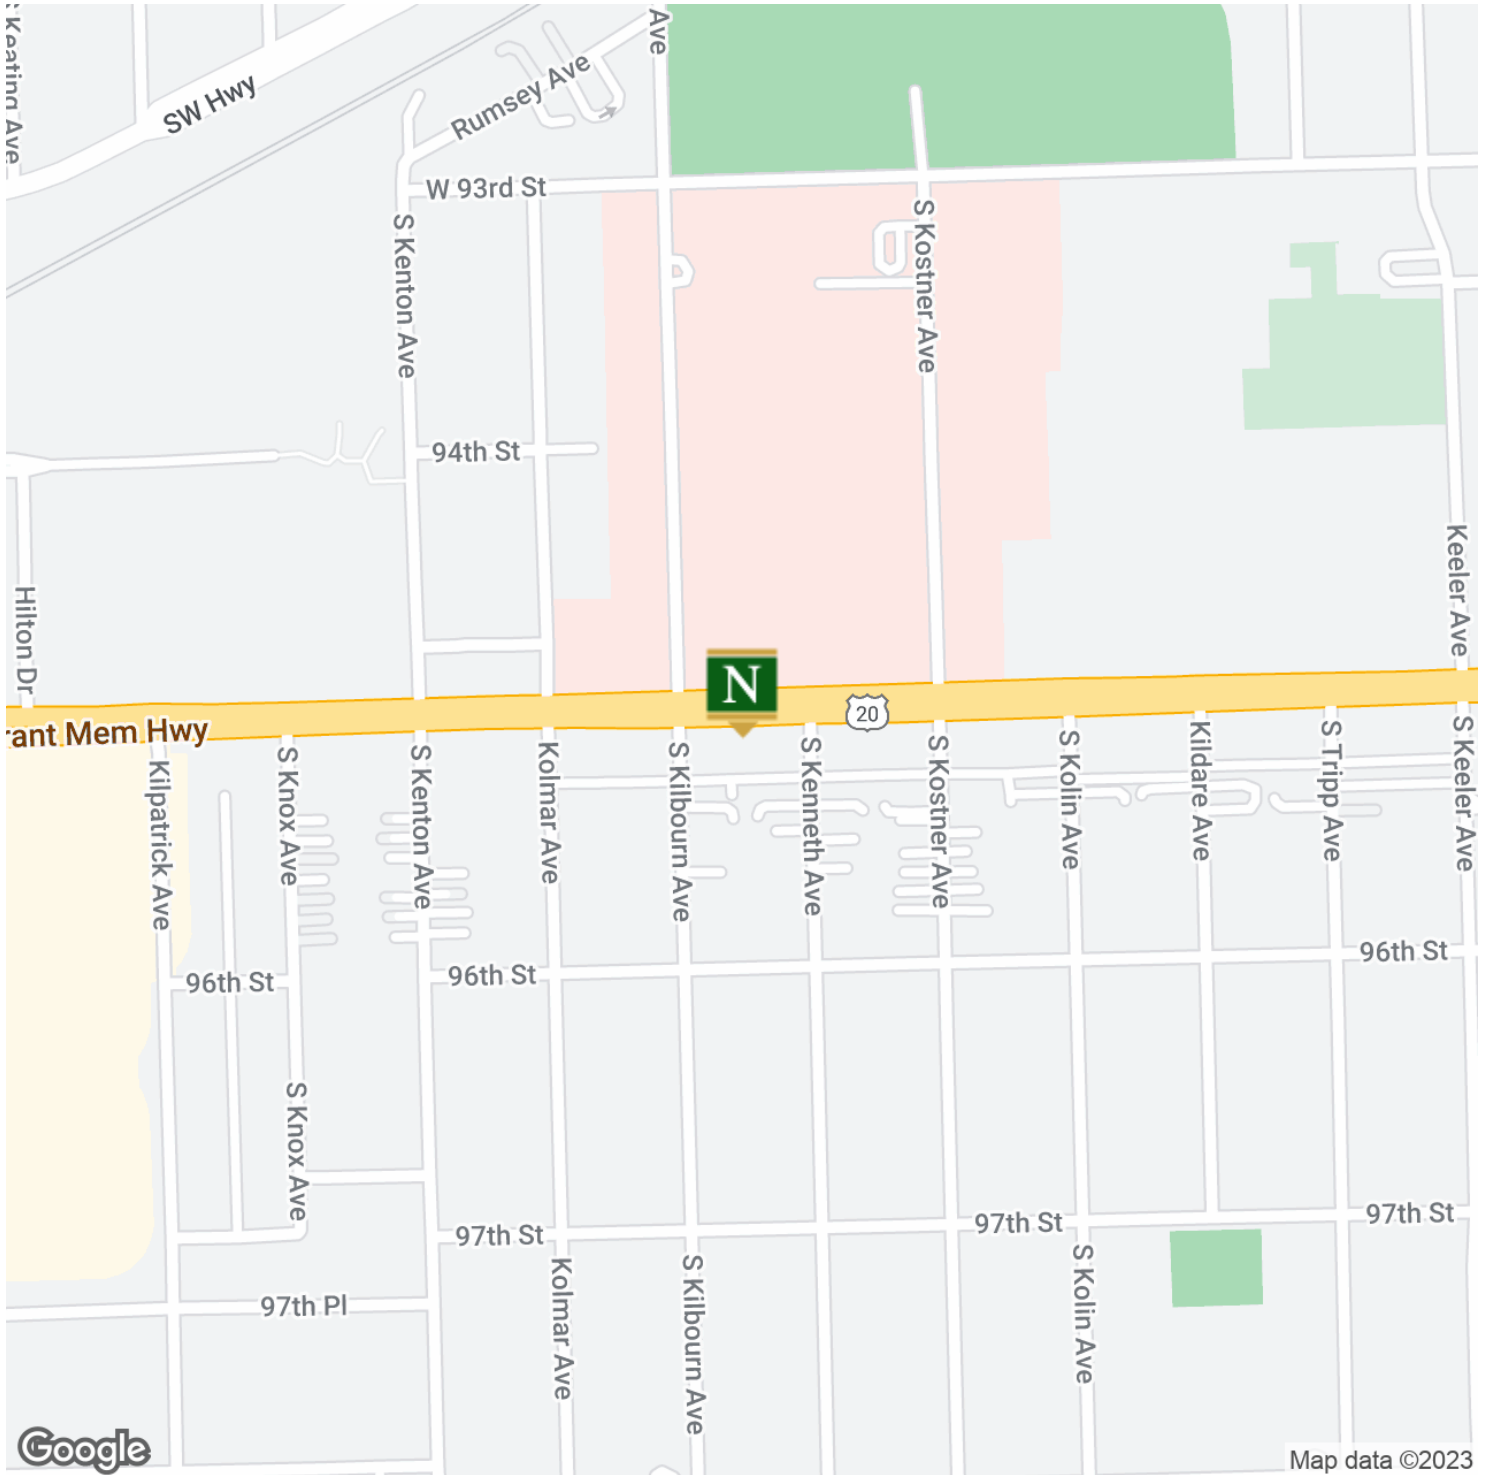 S Keating Ave
SW Hwy
Rumsey Ave
Ave
W 93rd St
S Kenton Ave
S Kostner Ave
94th St
Hilton Dr
Keeler Ave
N
20
rant Mem Hwy
Kilpatrick Ave
S Knox Ave
S Kenton Ave
Kolmar Ave
S Kilbourn Ave
S Kenneth Ave
S Kostner Ave
S Kolin Ave
Kildare Ave
S Tripp Ave
S Keeler Ave
96th St
96th St
96th St
S Knox Ave
97th St
97th St
97th St
97th Pl
Kolmar Ave
S Kilbourn Ave
S Kolin Ave
Google
Map data ©2023